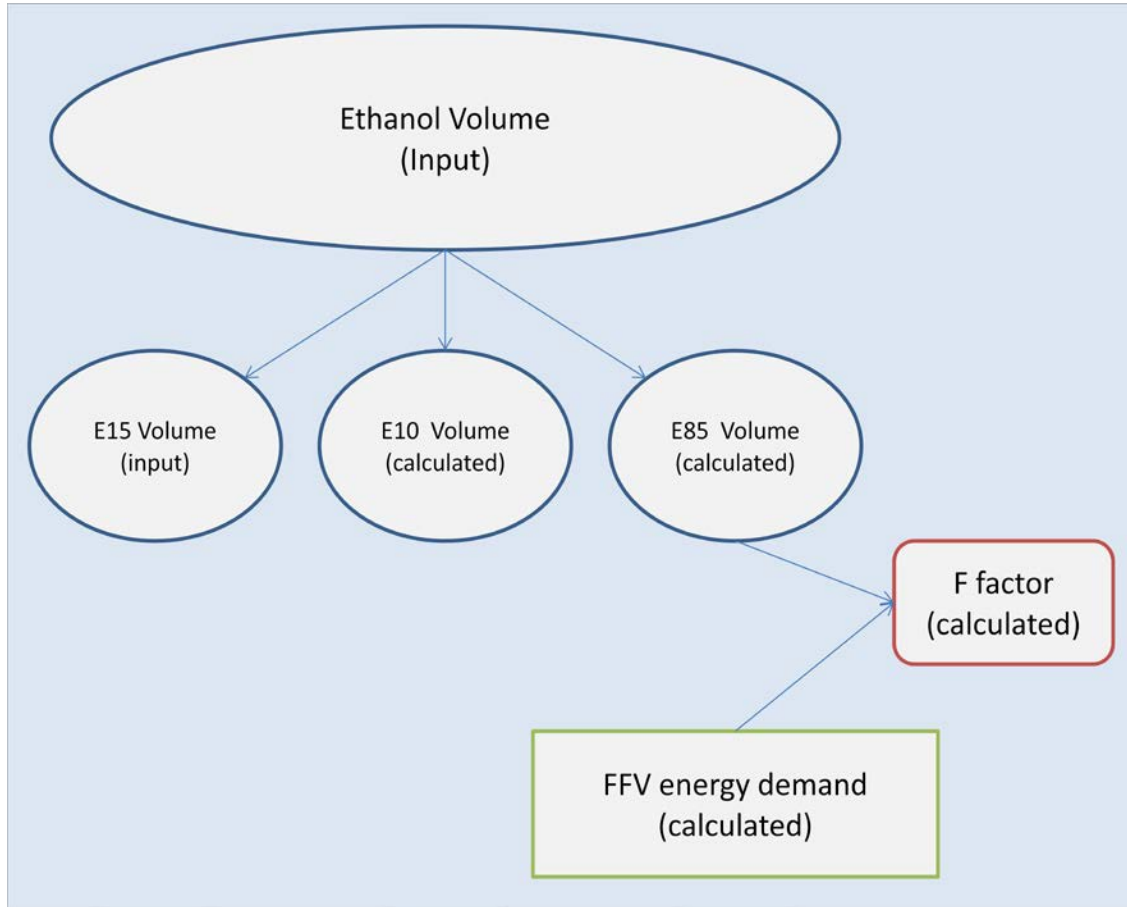 Ethanol Volume
(Input)
E15 Volume
(input)
E10 Volume
(calculated)
E85 Volume
(calculated)
F factor
(calculated)
FFV energy demand
(calculated)